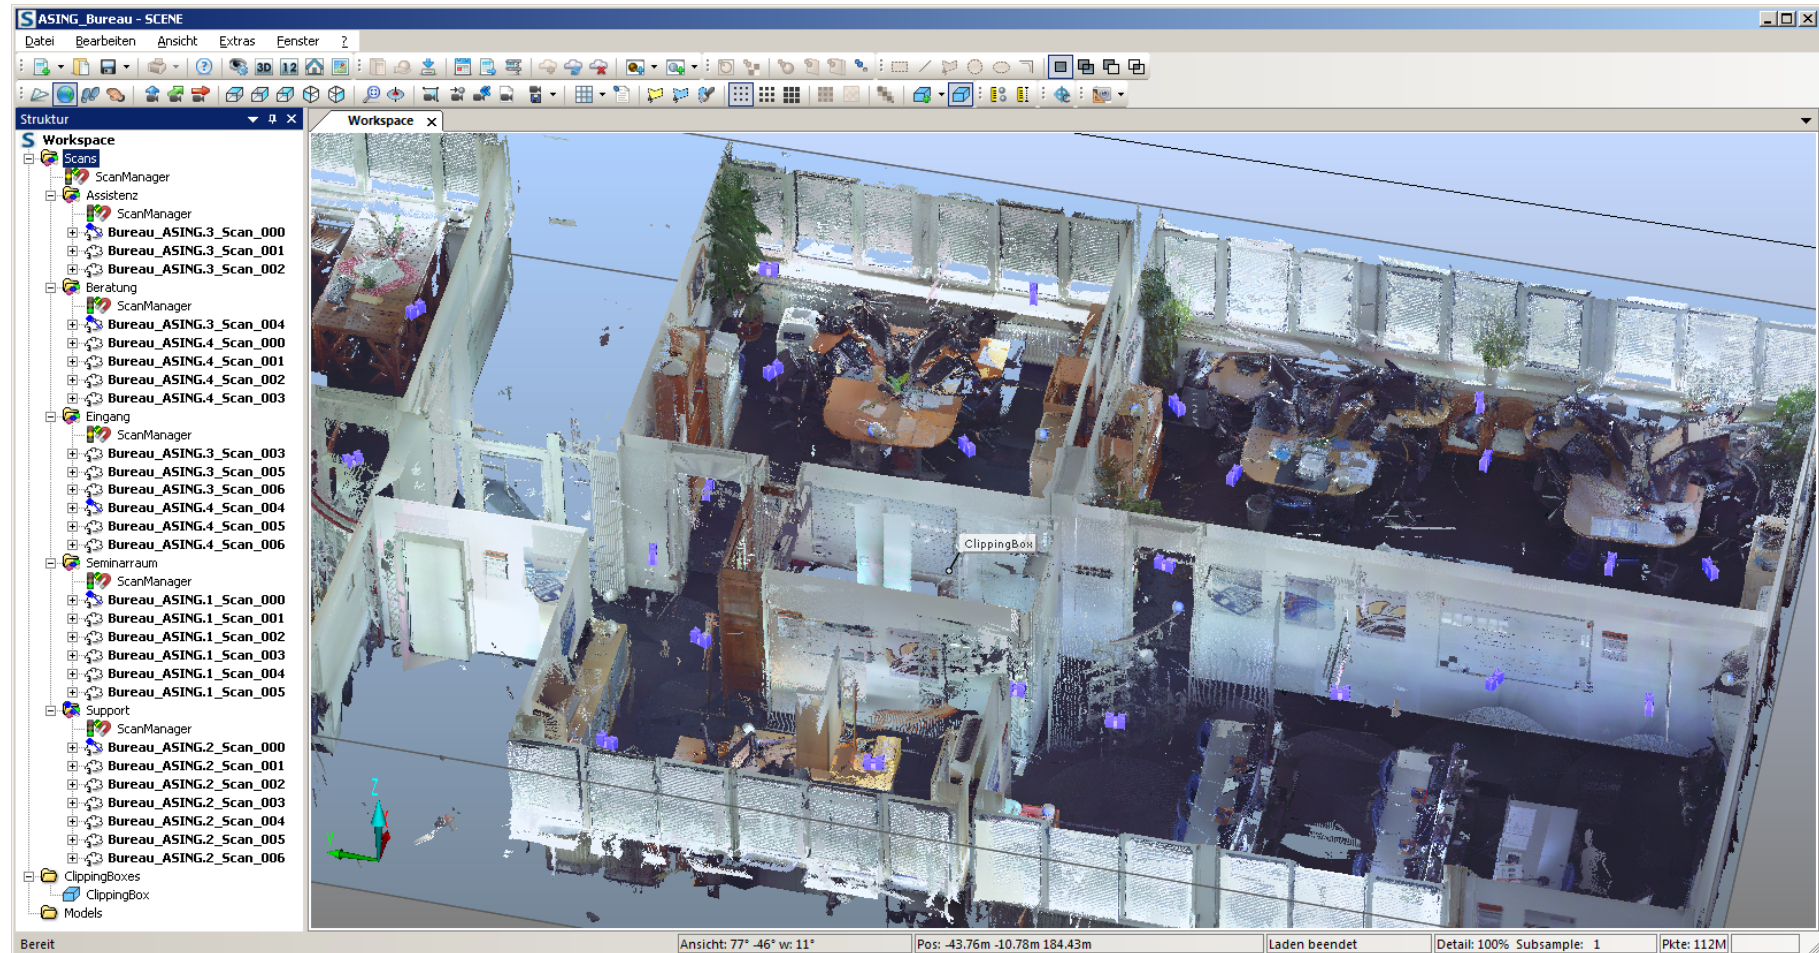 ASING_Bureau - SCENE
Datei Bearbeiten Ansicht Extras Fenster ?
3D 12
Struktur
Workspace
Workspace
Scans
ScanManager
Assistenz
ScanManager
Bureau_ASING.3_Scan_000
Bureau_ASING.3_Scan_001
Bureau_ASING.3_Scan_002
Beratung
ScanManager
Bureau_ASING.3_Scan_004
Bureau_ASING.4_Scan_000
Bureau_ASING.4_Scan_001
Bureau_ASING.4_Scan_002
Bureau_ASING.4_Scan_003
Eingang
ScanManager
Bureau_ASING.3_Scan_003
Bureau_ASING.3_Scan_005
Bureau_ASING.3_Scan_006
Bureau_ASING.4_Scan_004
Bureau_ASING.4_Scan_005
Bureau_ASING.4_Scan_006
Seminarraum
ScanManager
Bureau_ASING.1_Scan_000
Bureau_ASING.1_Scan_001
Bureau_ASING.1_Scan_002
Bureau_ASING.1_Scan_003
Bureau_ASING.1_Scan_004
Bureau_ASING.1_Scan_005
Support
ScanManager
Bureau_ASING.2_Scan_000
Bureau_ASING.2_Scan_001
Bureau_ASING.2_Scan_002
Bureau_ASING.2_Scan_003
Bureau_ASING.2_Scan_004
Bureau_ASING.2_Scan_005
Bureau_ASING.2_Scan_006
ClippingBoxes
ClippingBox
Models
ClippingBox
Z
Y
Bereit
Ansicht: 77° -46° w: 11°
Pos: -43.76m -10.78m 184.43m
Laden beendet
Detail: 100% Subsample: 1
Pkte: 112M